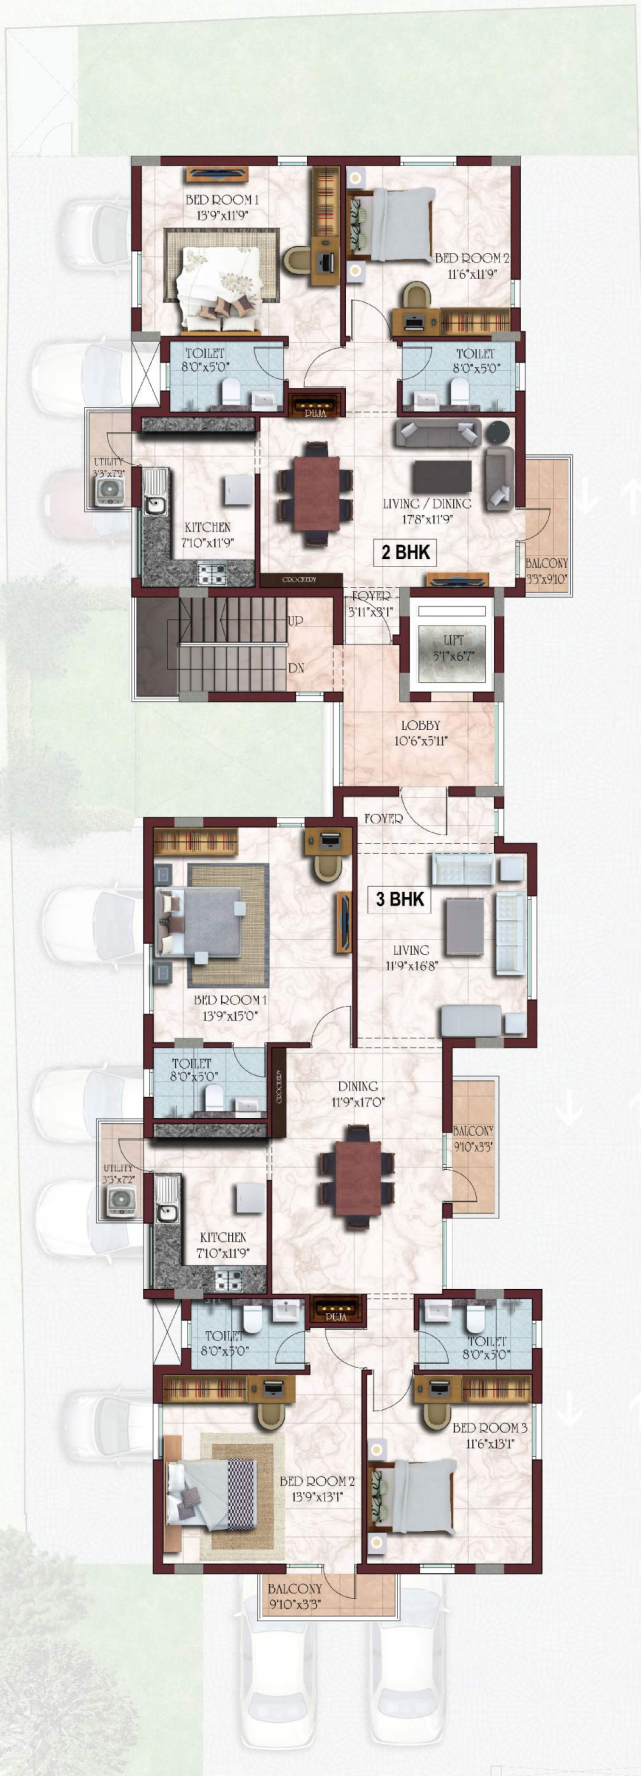 BED ROOM 1
13'9"x11'9"
BED ROOM 2
11'6"x11'9"
TOILET
8'0"x5'0"
TOILET
8'0"x5'0"
PUJA
UTILITY
3'3"x7'2"
KITCHEN
7'10"x11'9"
LIVING / DINING
17'8"x11'9"
2 BHK
CROCKERY
BALCONY
3'3"x9'10"
FOYER
3'11"x3'1"
UP
DN
LIFT
5'1"x6'7"
LOBBY
10'6"x5'11"
FOYER
3 BHK
LIVING
11'9"x16'8"
BED ROOM 1
13'9"x15'0"
TOILET
8'0"x5'0"
CROCKERY
DINING
11'9"x17'0"
BALCONY
9'10"x3'3"
UTILITY
3'3"x7'2"
KITCHEN
7'10"x11'9"
PUJA
TOILET
8'0"x5'0"
TOILET
8'0"x5'0"
BED ROOM 2
13'9"x13'1"
BED ROOM 3
11'6"x13'1"
BALCONY
9'10"x3'3"